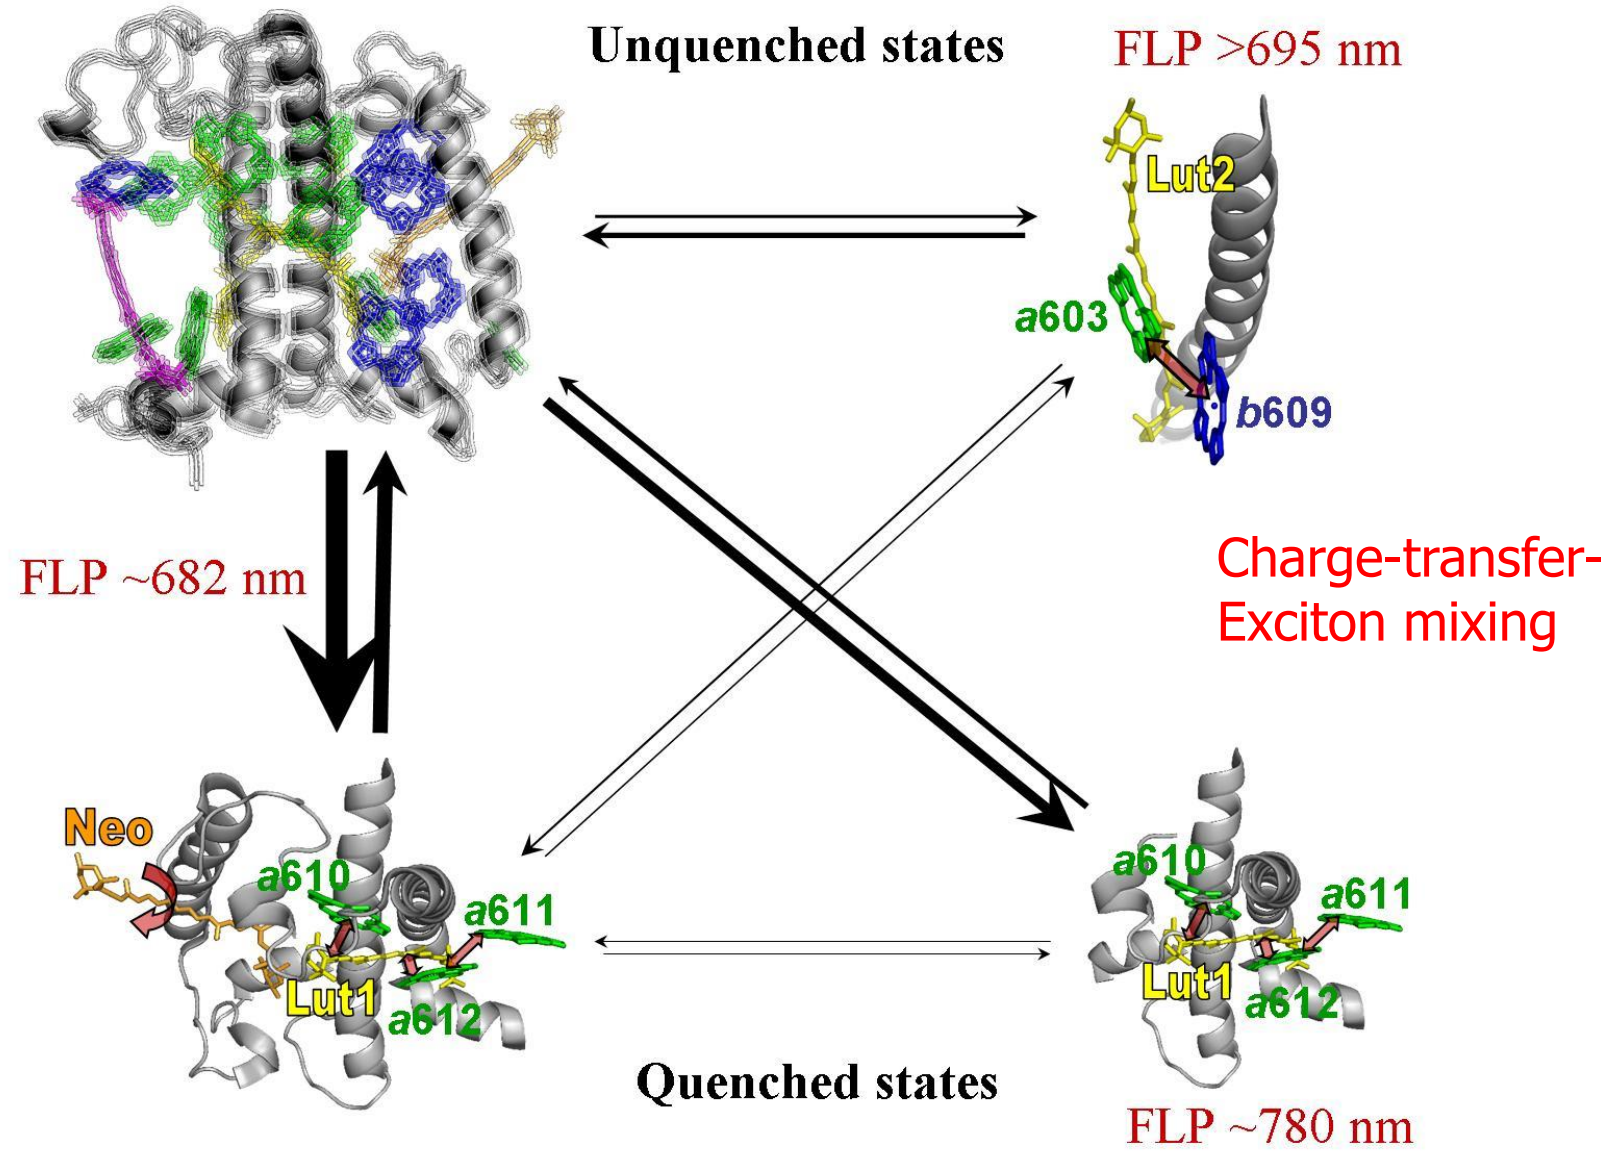 Unquenched states
FLP >695 nm
Lut2
a603
b609
FLP ~682 nm
Charge-transfer-
Exciton mixing
Neo
a610
a611
Lut1
a612
a610
a611
Lut1
a612
Quenched states
FLP ~780 nm